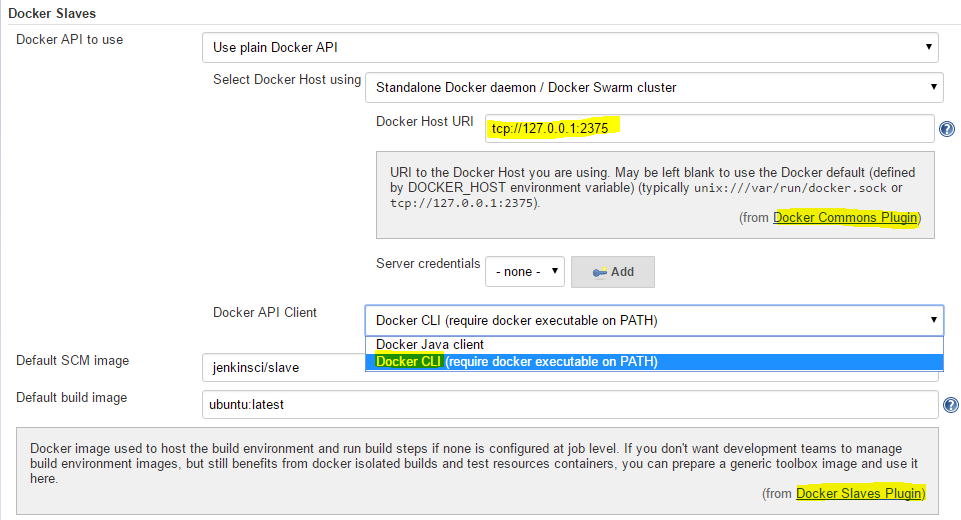 Docker Slaves
Docker API to use
Use plain Docker API
Select Docker Host using
Standalone Docker daemon / Docker Swarm cluster
Docker Host URI
tcp://127.0.0.1:2375
URI to the Docker Host you are using. May be left blank to use the Docker default (defined
by DOCKER_HOST environment variable) (typically unix:///var/run/docker.sock or
tcp://127.0.0.1:2375).
(from Docker Commons Plugin)
Server credentials
- none -
Add
Docker API Client
Docker CLI (require docker executable on PATH)
Docker Java client
Docker CLI (require docker executable on PATH)
Default SCM image
jenkinsci/slave
Default build image
ubuntu:latest
Docker image used to host the build environment and run build steps if none is configured at job level. If you don't want development teams to manage
build environment images, but still benefits from docker isolated builds and test resources containers, you can prepare a generic toolbox image and use it
here.
(from Docker Slaves Plugin)